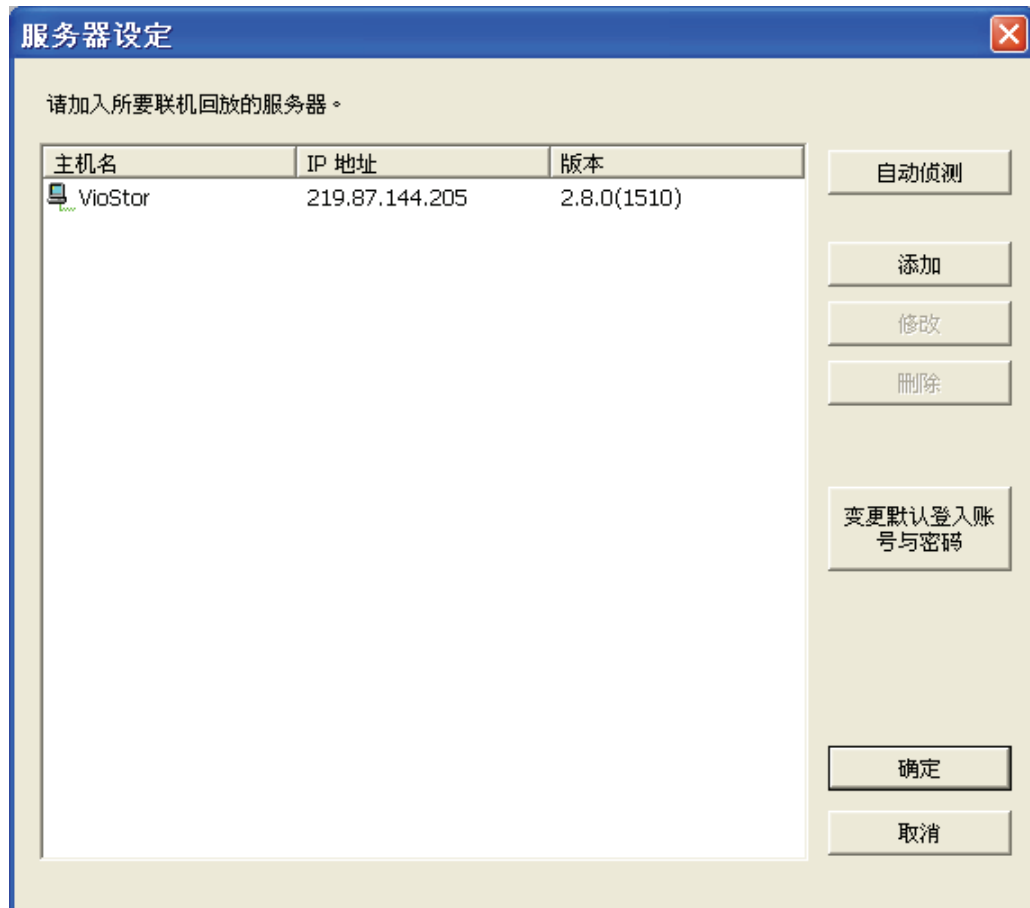 服务器设定
请加入所要联机回放的服务器。
主机名 IP 地址 版本
VioStor 219.87.144.205 2.8.0(1510)
自动侦测
添加
修改
删除
变更默认登入账
号与密码
确定
取消